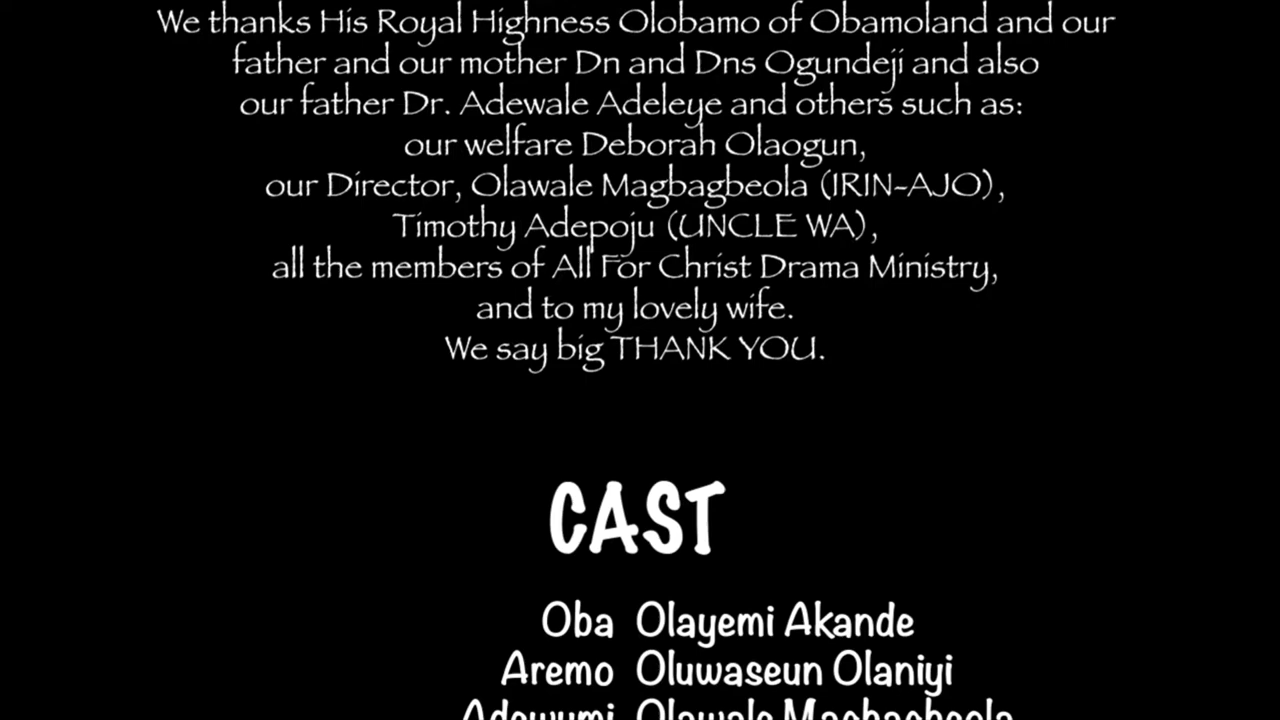 We thanks His Royal Highness Olobamo of Obamoland and our
father and our mother Dn and Dns Ogundeji and also
our father Dr. Adewale Adeleye and others such as:
our welfare Deborah Olaogun,
our Director, Olawale Magbagbeola (IRIN-AJO),
Timothy Adepoju (UNCLE WA),
all the members of All For Christ Drama Ministry,
and to my lovely wife.
We say big THANK YOU.
CAST
Oba Olayemi Akande
Aremo Oluwaseun Olaniyi
Adewumi Olawale Magbagbeola